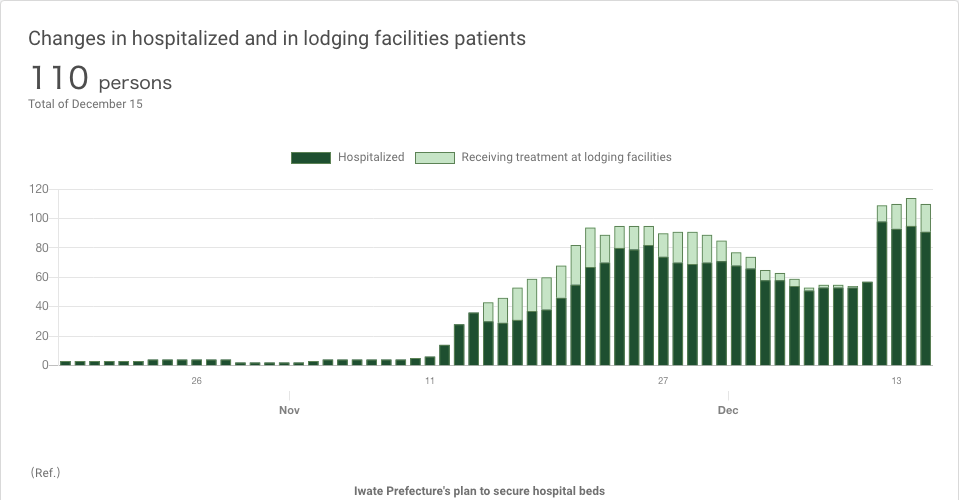 Changes in hospitalized and in lodging facilities patients
110 persons
Total of December 15
Hospitalized Receiving treatment at lodging facilities
120
100
80
60
40
20
0
26 11 27 13
Nov Dec
(Ref.)
Iwate Prefecture's plan to secure hospital beds